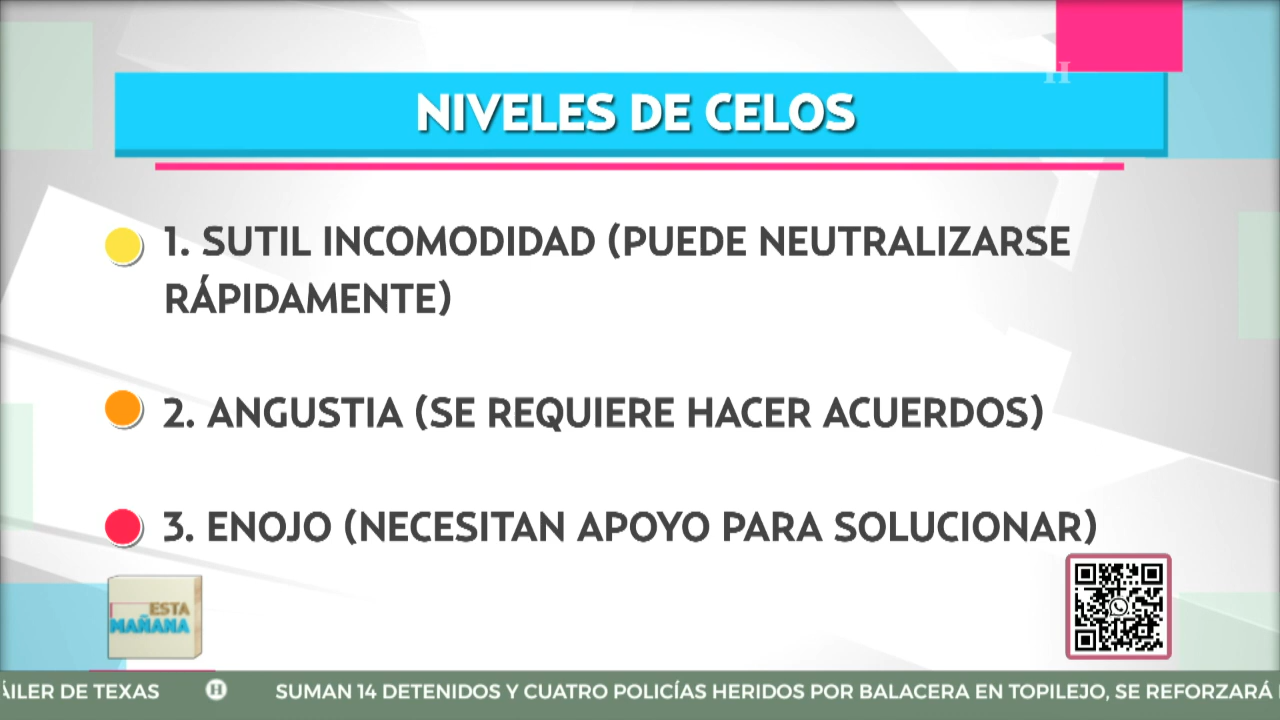 H
NIVELES DE CELOS
1. SUTIL INCOMODIDAD (PUEDE NEUTRALIZARSE
RÁPIDAMENTE)
2. ANGUSTIA (SE REQUIERE HACER ACUERDOS)
3. ENOJO (NECESITAN APOYO PARA SOLUCIONAR)
ESTA
MAÑANA
ÁILER DE TEXAS H SUMAN 14 DETENIDOS Y CUATRO POLICÍAS HERIDOS POR BALACERA EN TOPILEJO, SE REFORZARÁ